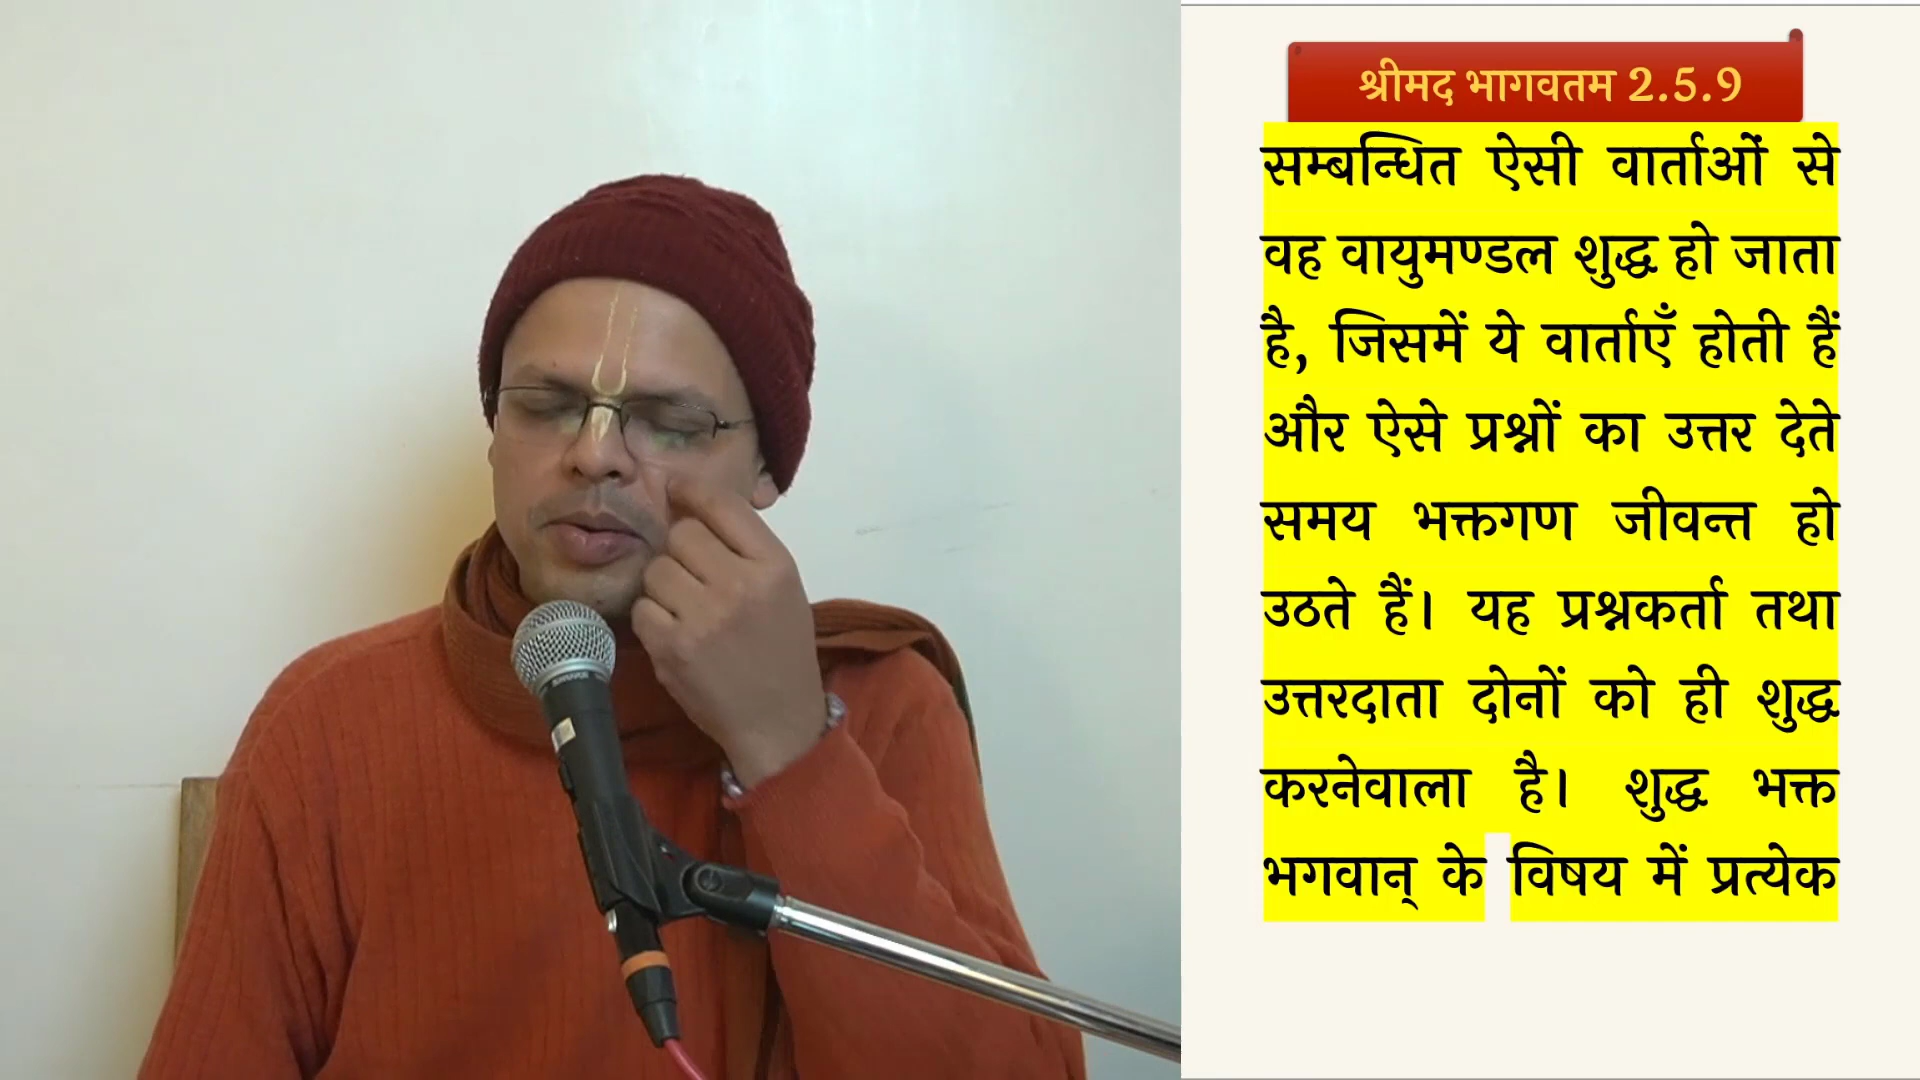 श्रीमद भागवतम 2.5.9
सम्बन्धित ऐसी वार्ताओं से
वह वायुमण्डल शुद्ध हो जाता
है, जिसमें ये वार्ताएँ होती हैं
और ऐसे प्रश्नों का उत्तर देते
समय भक्तगण जीवन्त हो
उठते हैं। यह प्रश्नकर्ता तथा
उत्तरदाता दोनों को ही शुद्ध
करनेवाला है। शुद्ध भक्त
भगवान् के विषय में प्रत्येक
SHURE